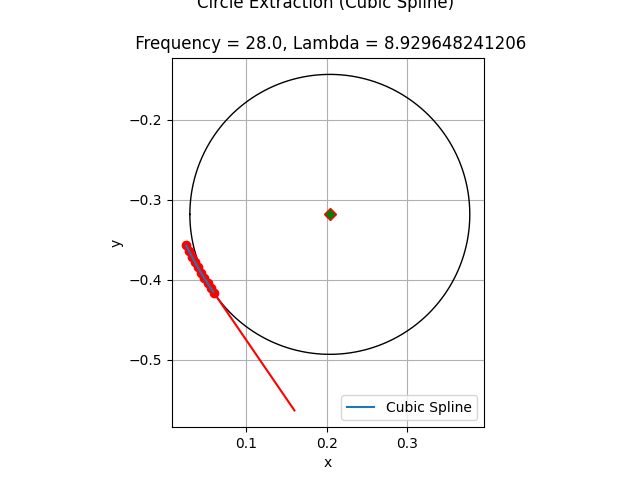 Circle Extraction (Cubic Spline)
Frequency = 28.0, Lambda = 8.929648241206
−0.2
−0.3
y
−0.4
−0.5
Cubic Spline
0.1
0.2
0.3
x